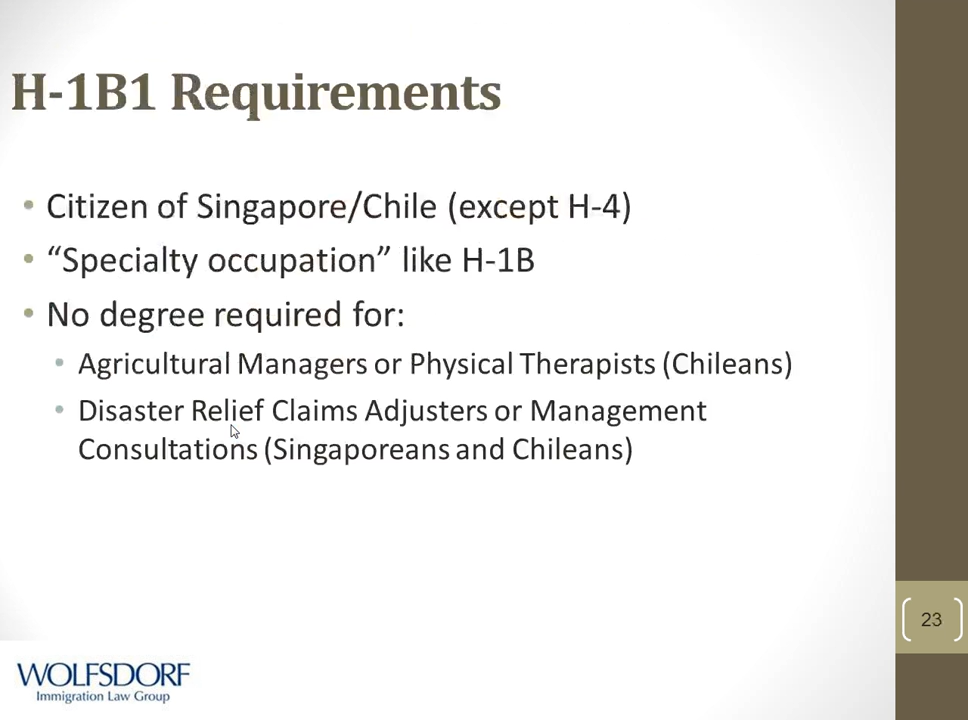 H-1B1 Requirements
• Citizen of Singapore/Chile (except H-4)
• “Specialty occupation” like H-1B
• No degree required for:
• Agricultural Managers or Physical Therapists (Chileans)
• Disaster Relief Claims Adjusters or Management
Consultations (Singaporeans and Chileans)
23
WOLFSDORF
Immigration Law Group